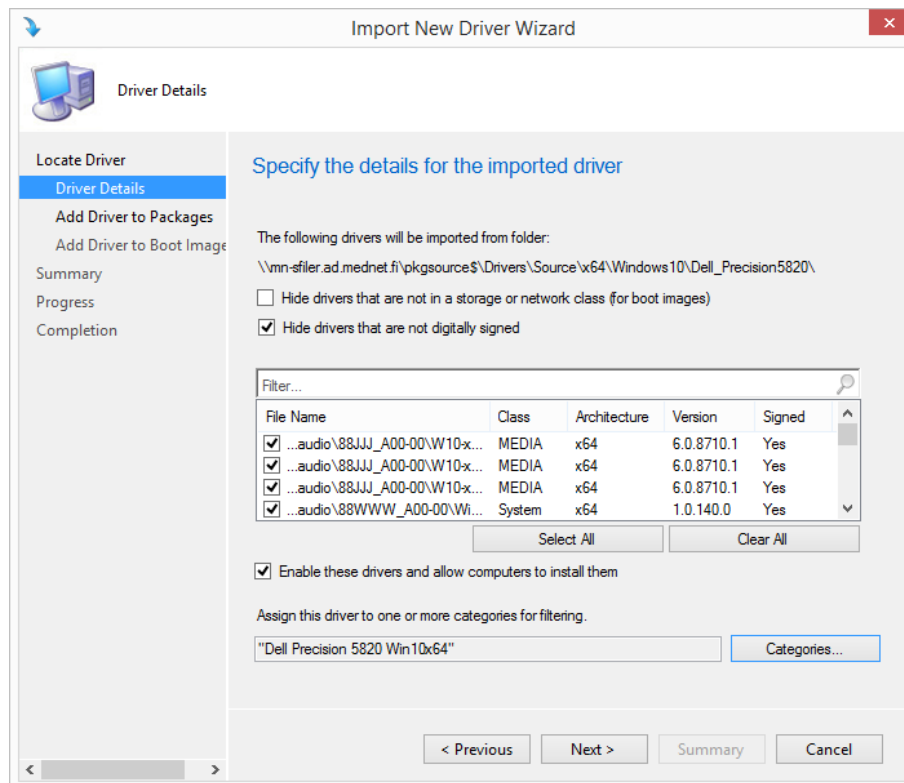 Import New Driver Wizard
Driver Details
Locate Driver
Driver Details
Add Driver to Packages
Add Driver to Boot Image
Summary
Progress
Completion
Specify the details for the imported driver
The following drivers will be imported from folder:
\\mn-sfiler.ad.mednet.fi\pkgsource$\Drivers\Source\x64\Windows10\Dell_Precision5820\
Hide drivers that are not in a storage or network class (for boot images)
Hide drivers that are not digitally signed
Filter...
File Name Class Architecture Version Signed
...audio\88JJJ_A00-00\W10-x... MEDIA x64 6.0.8710.1 Yes
...audio\88JJJ_A00-00\W10-x... MEDIA x64 6.0.8710.1 Yes
...audio\88JJJ_A00-00\W10-x... MEDIA x64 6.0.8710.1 Yes
...audio\88WWW_A00-00\Wi... System x64 1.0.140.0 Yes
Select All Clear All
Enable these drivers and allow computers to install them
Assign this driver to one or more categories for filtering.
"Dell Precision 5820 Win10x64" Categories...
< Previous Next > Summary Cancel